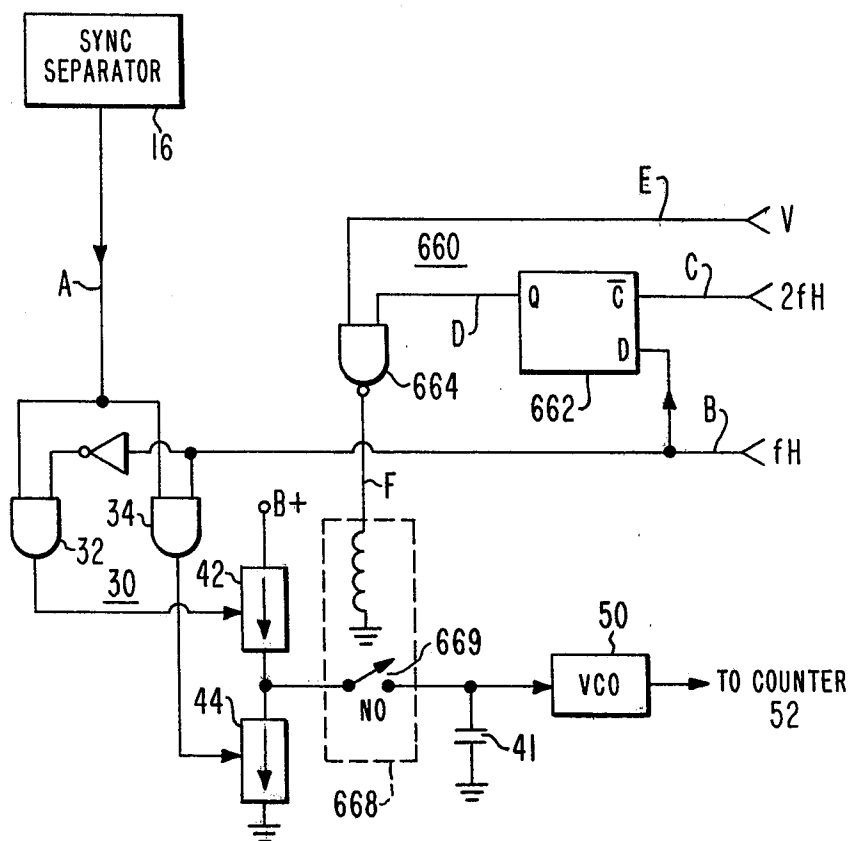 SYNC
SEPARATOR
16
E
V
660
C
2fH
A
Q
C̅
D
D
664
662
B
fH
F
34
B+
32
30
42
669
50
NO
VCO
TO COUNTER
52
44
41
668